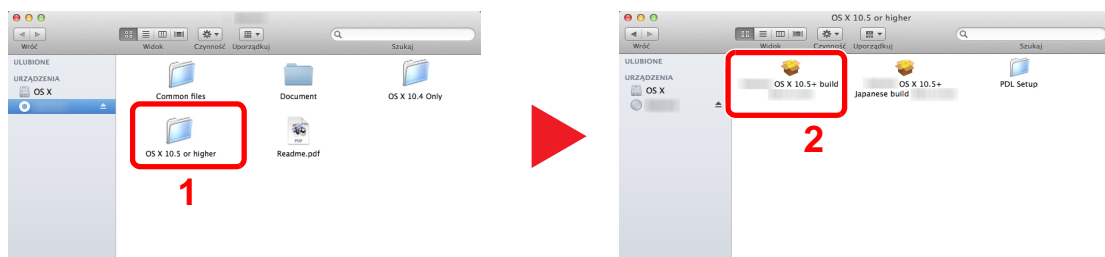 Wróć
Widok
Czynność
Uporządkuj
Szukaj
ULUBIONE
URZĄDZENIA
OS X
Common files
Document
OS X 10.4 Only
OS X 10.5 or higher
PDF
Readme.pdf
1
OS X 10.5 or higher
Wróć
Widok
Czynność
Uporządkuj
Szukaj
ULUBIONE
URZĄDZENIA
OS X
OS X 10.5+ build
OS X 10.5+
Japanese build
PDL Setup
2